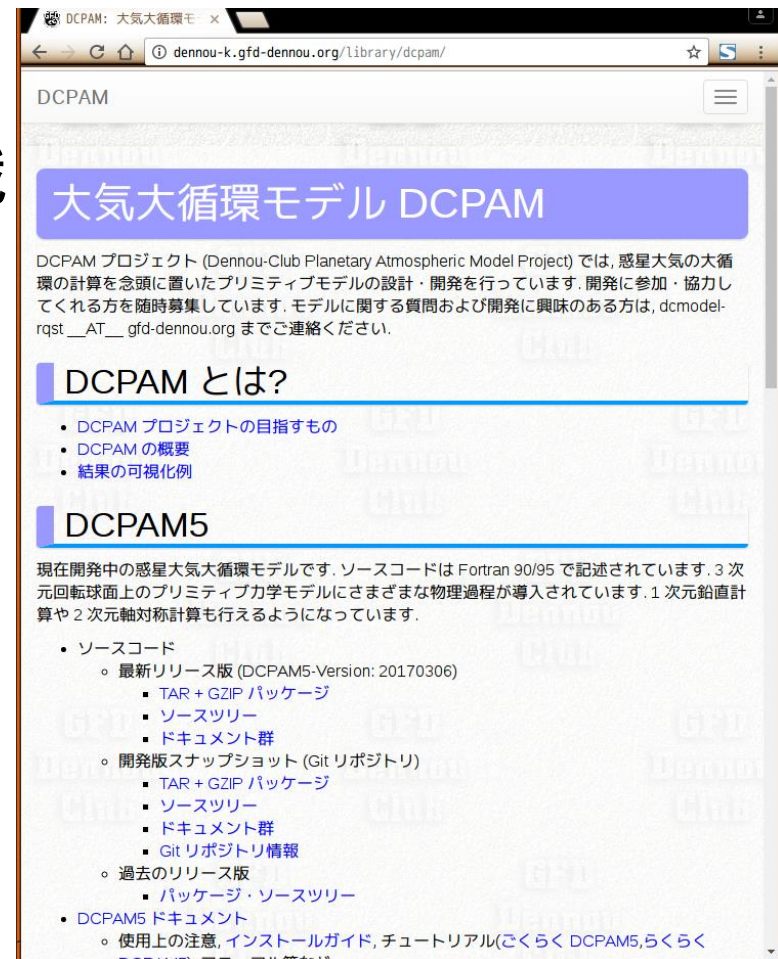 DCPAM: 大気大循環モ
dennou-k.gfd-dennou.org/library/dcpam/
DCPAM
大気大循環モデル DCPAM
DCPAM プロジェクト (Dennou-Club Planetary Atmospheric Model Project) では, 惑星大気の大循
環の計算を念頭に置いたプリミティブモデルの設計・開発を行っています. 開発に参加・協力し
てくれる方を随時募集しています. モデルに関する質問および開発に興味のある方は, dcmodel-
rqst __AT__ gfd-dennou.org までご連絡ください.
DCPAM とは?
• DCPAM プロジェクトの目指すもの
• DCPAM の概要
• 結果の可視化例
DCPAM5
現在開発中の惑星大気大循環モデルです. ソースコードは Fortran 90/95 で記述されています. 3 次
元回転球面上のプリミティブ力学モデルにさまざまな物理過程が導入されています. 1 次元鉛直計
算や 2 次元軸対称計算も行えるようになっています.
• ソースコード
◦ 最新リリース版 (DCPAM5-Version: 20170306)
▪ TAR + GZIP パッケージ
▪ ソースツリー
▪ ドキュメント群
◦ 開発版スナップショット (Git リポジトリ)
▪ TAR + GZIP パッケージ
▪ ソースツリー
▪ ドキュメント群
▪ Git リポジトリ情報
◦ 過去のリリース版
▪ パッケージ・ソースツリー
• DCPAM5 ドキュメント
◦ 使用上の注意, インストールガイド, チュートリアル(ごくらく DCPAM5,らくらく